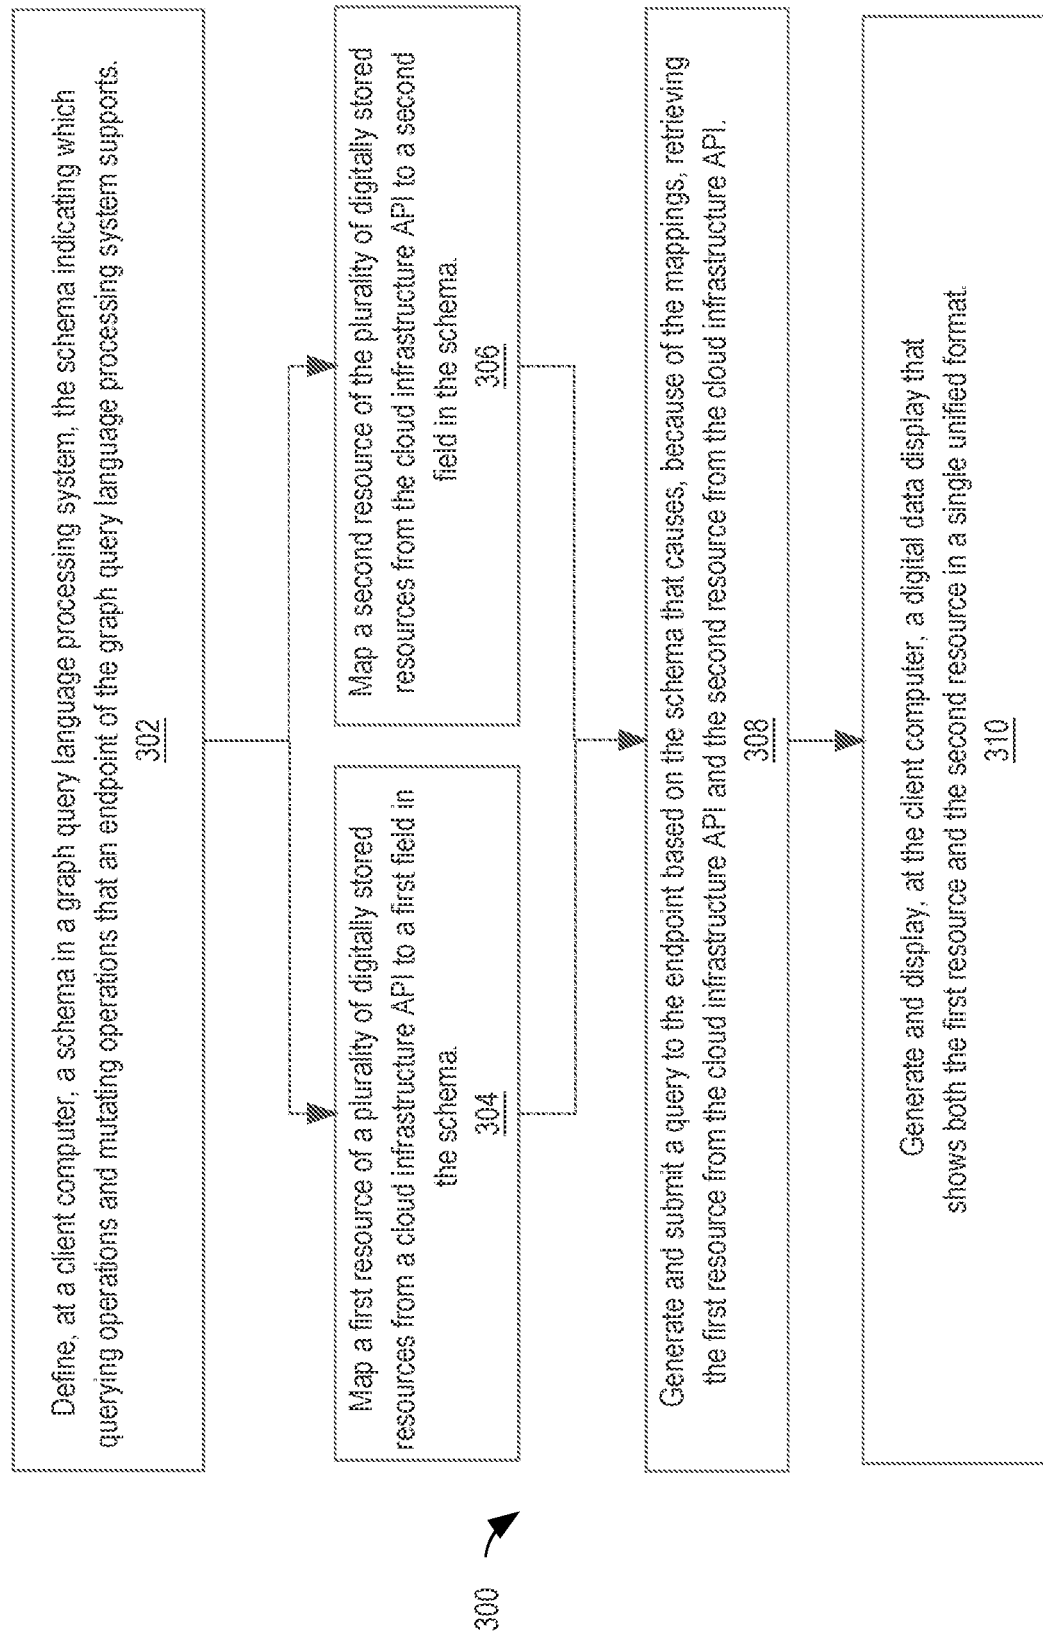 300
Define, at a client computer, a schema in a graph query language processing system, the schema indicating which
querying operations and mutating operations that an endpoint of the graph query language processing system supports.
302
Map a first resource of a plurality of digitally stored
resources from a cloud infrastructure API to a first field in
the schema.
304
Map a second resource of the plurality of digitally stored
resources from the cloud infrastructure API to a second
field in the schema.
306
Generate and submit a query to the endpoint based on the schema that causes, because of the mappings, retrieving
the first resource from the cloud infrastructure API and the second resource from the cloud infrastructure API.
308
Generate and display, at the client computer, a digital data display that
shows both the first resource and the second resource in a single unified format.
310